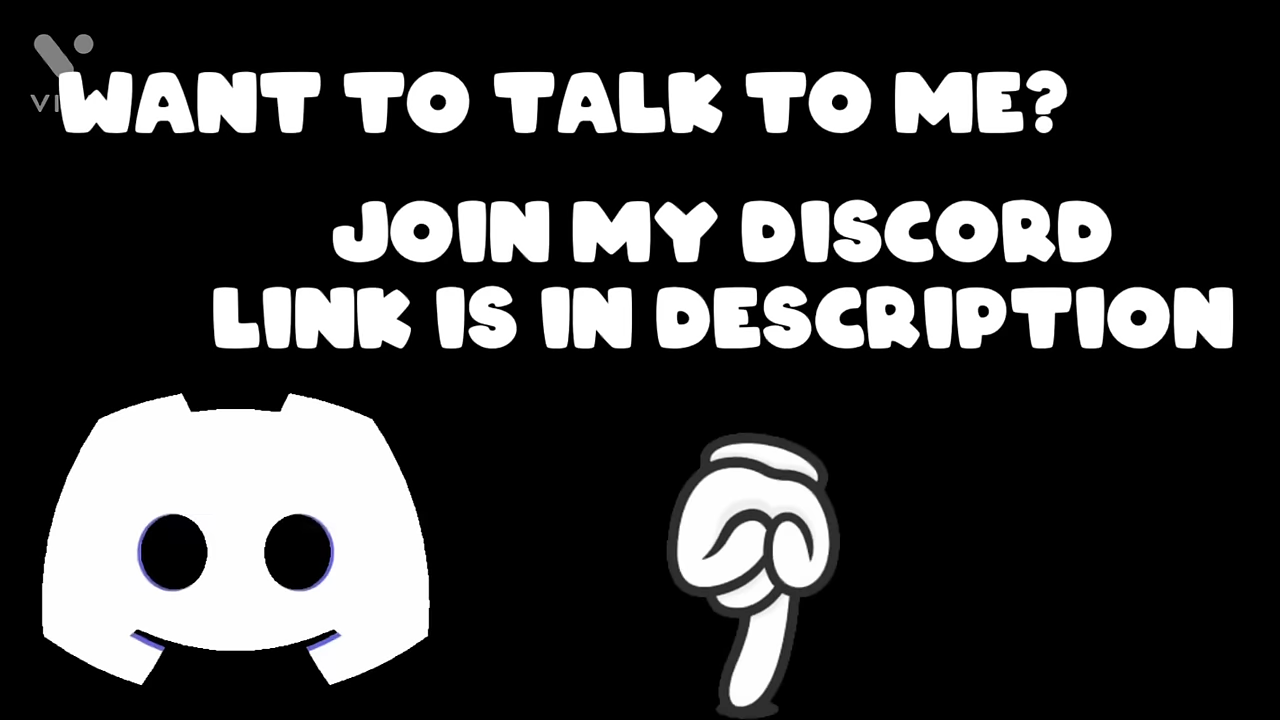 WANT TO TALK TO ME?
JOIN MY DISCORD
LINK IS IN DESCRIPTION